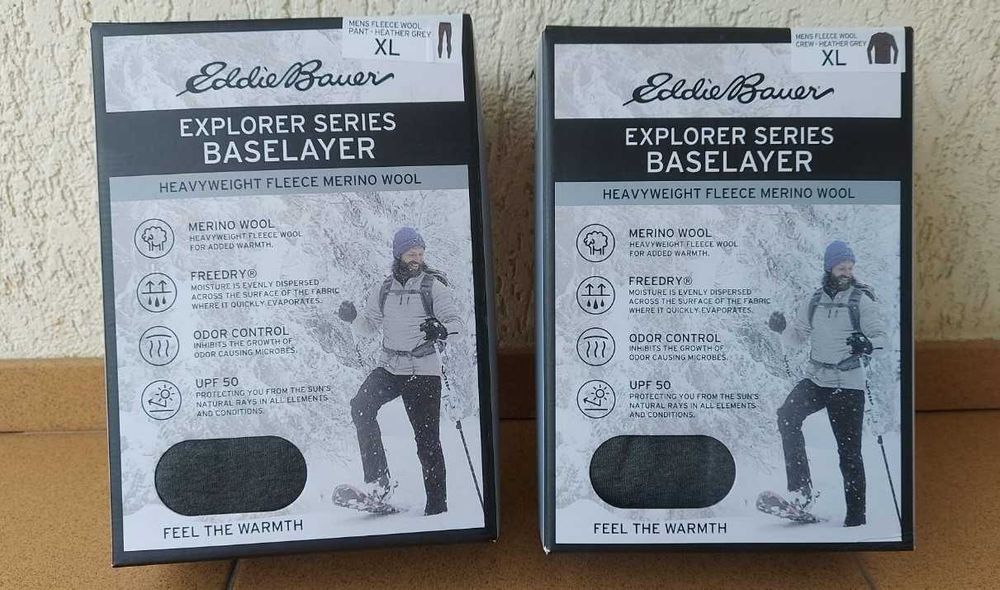 MENS FLEECE WOOL
PANT - HEATHER GREY
XL
Eddie Bauer
EXPLORER SERIES
BASELAYER
HEAVYWEIGHT FLEECE MERINO WOOL
MERINO WOOL
HEAVYWEIGHT FLEECE WOOL
FOR ADDED WARMTH.
FREEDRY®
MOISTURE IS EVENLY DISPERSED
ACROSS THE SURFACE OF THE FABRIC
WHERE IT QUICKLY EVAPORATES.
ODOR CONTROL
INHIBITS THE GROWTH OF
ODOR CAUSING MICROBES.
UPF 50
PROTECTING YOU FROM THE SUN'S
NATURAL RAYS IN ALL ELEMENTS
AND CONDITIONS.
FEEL THE WARMTH
MENS FLEECE WOOL
CREW - HEATHER GREY
XL
Eddie Bauer
EXPLORER SERIES
BASELAYER
HEAVYWEIGHT FLEECE MERINO WOOL
MERINO WOOL
HEAVYWEIGHT FLEECE WOOL
FOR ADDED WARMTH.
FREEDRY®
MOISTURE IS EVENLY DISPERSED
ACROSS THE SURFACE OF THE FABRIC
WHERE IT QUICKLY EVAPORATES.
ODOR CONTROL
INHIBITS THE GROWTH OF
ODOR CAUSING MICROBES.
UPF 50
PROTECTING YOU FROM THE SUN'S
NATURAL RAYS IN ALL ELEMENTS
AND CONDITIONS.
FEEL THE WARMTH